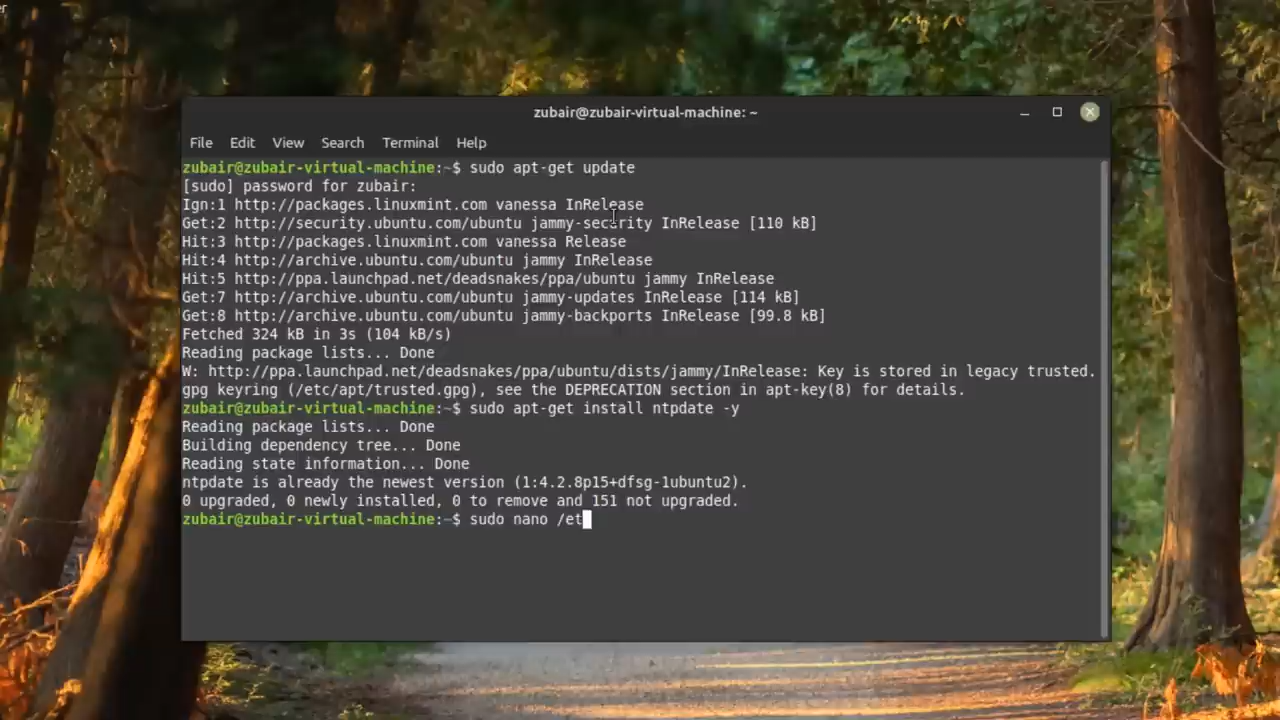 er
zubair@zubair-virtual-machine: ~
File Edit View Search Terminal Help
zubair@zubair-virtual-machine:~$ sudo apt-get update
[sudo] password for zubair:
Ign:1 http://packages.linuxmint.com vanessa InRelease
Get:2 http://security.ubuntu.com/ubuntu jammy-security InRelease [110 kB]
Hit:3 http://packages.linuxmint.com vanessa Release
Hit:4 http://archive.ubuntu.com/ubuntu jammy InRelease
Hit:5 http://ppa.launchpad.net/deadsnakes/ppa/ubuntu jammy InRelease
Get:7 http://archive.ubuntu.com/ubuntu jammy-updates InRelease [114 kB]
Get:8 http://archive.ubuntu.com/ubuntu jammy-backports InRelease [99.8 kB]
Fetched 324 kB in 3s (104 kB/s)
Reading package lists... Done
W: http://ppa.launchpad.net/deadsnakes/ppa/ubuntu/dists/jammy/InRelease: Key is stored in legacy trusted.
gpg keyring (/etc/apt/trusted.gpg), see the DEPRECATION section in apt-key(8) for details.
zubair@zubair-virtual-machine:~$ sudo apt-get install ntpdate -y
Reading package lists... Done
Building dependency tree... Done
Reading state information... Done
ntpdate is already the newest version (1:4.2.8p15+dfsg-1ubuntu2).
0 upgraded, 0 newly installed, 0 to remove and 151 not upgraded.
zubair@zubair-virtual-machine:~$ sudo nano /et